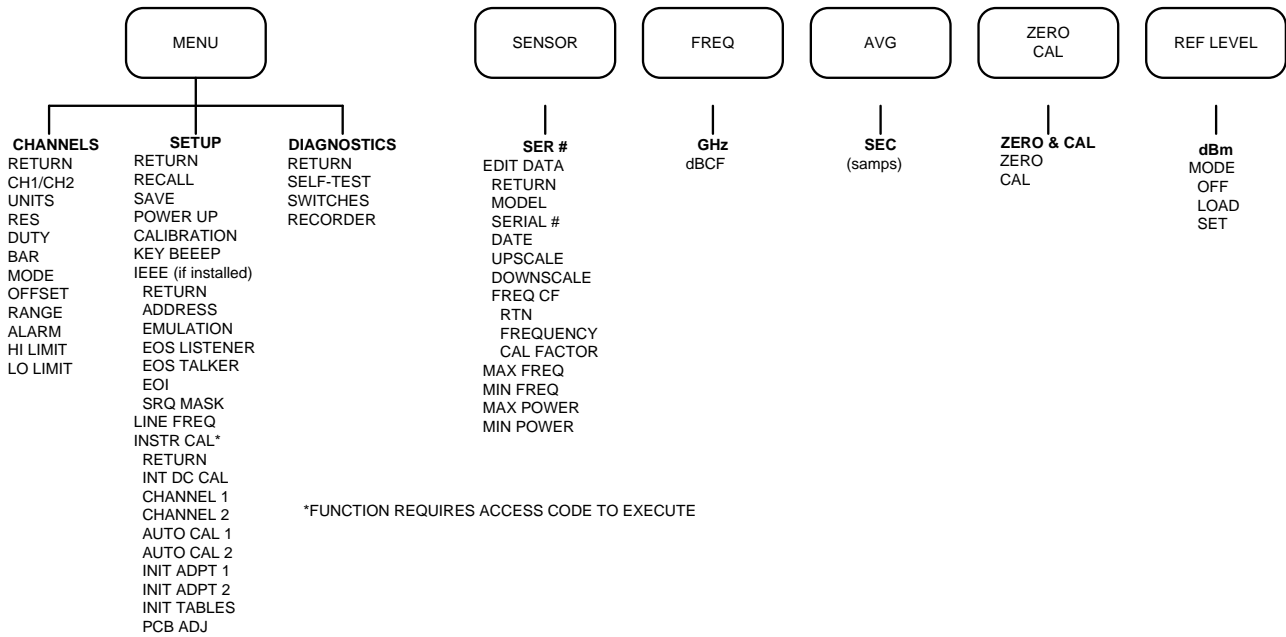 MENU
CHANNELS
RETURN
CH1/CH2
UNITS
RES
DUTY
BAR
MODE
OFFSET
RANGE
ALARM
HI LIMIT
LO LIMIT
SETUP
RETURN
RECALL
SAVE
POWER UP
CALIBRATION
KEY BEEEP
IEEE (if installed)
RETURN
ADDRESS
EMULATION
EOS LISTENER
EOS TALKER
EOI
SRQ MASK
LINE FREQ
INSTR CAL*
RETURN
INT DC CAL
CHANNEL 1
CHANNEL 2
AUTO CAL 1
AUTO CAL 2
INIT ADPT 1
INIT ADPT 2
INIT TABLES
PCB ADJ
DIAGNOSTICS
RETURN
SELF-TEST
SWITCHES
RECORDER
SENSOR
SER #
EDIT DATA
RETURN
MODEL
SERIAL #
DATE
UPSCALE
DOWNSCALE
FREQ CF
RTN
FREQUENCY
CAL FACTOR
MAX FREQ
MIN FREQ
MAX POWER
MIN POWER
FREQ
GHz
dBCF
AVG
SEC
(samps)
ZERO
CAL
ZERO & CAL
ZERO
CAL
REF LEVEL
dBm
MODE
OFF
LOAD
SET
*FUNCTION REQUIRES ACCESS CODE TO EXECUTE